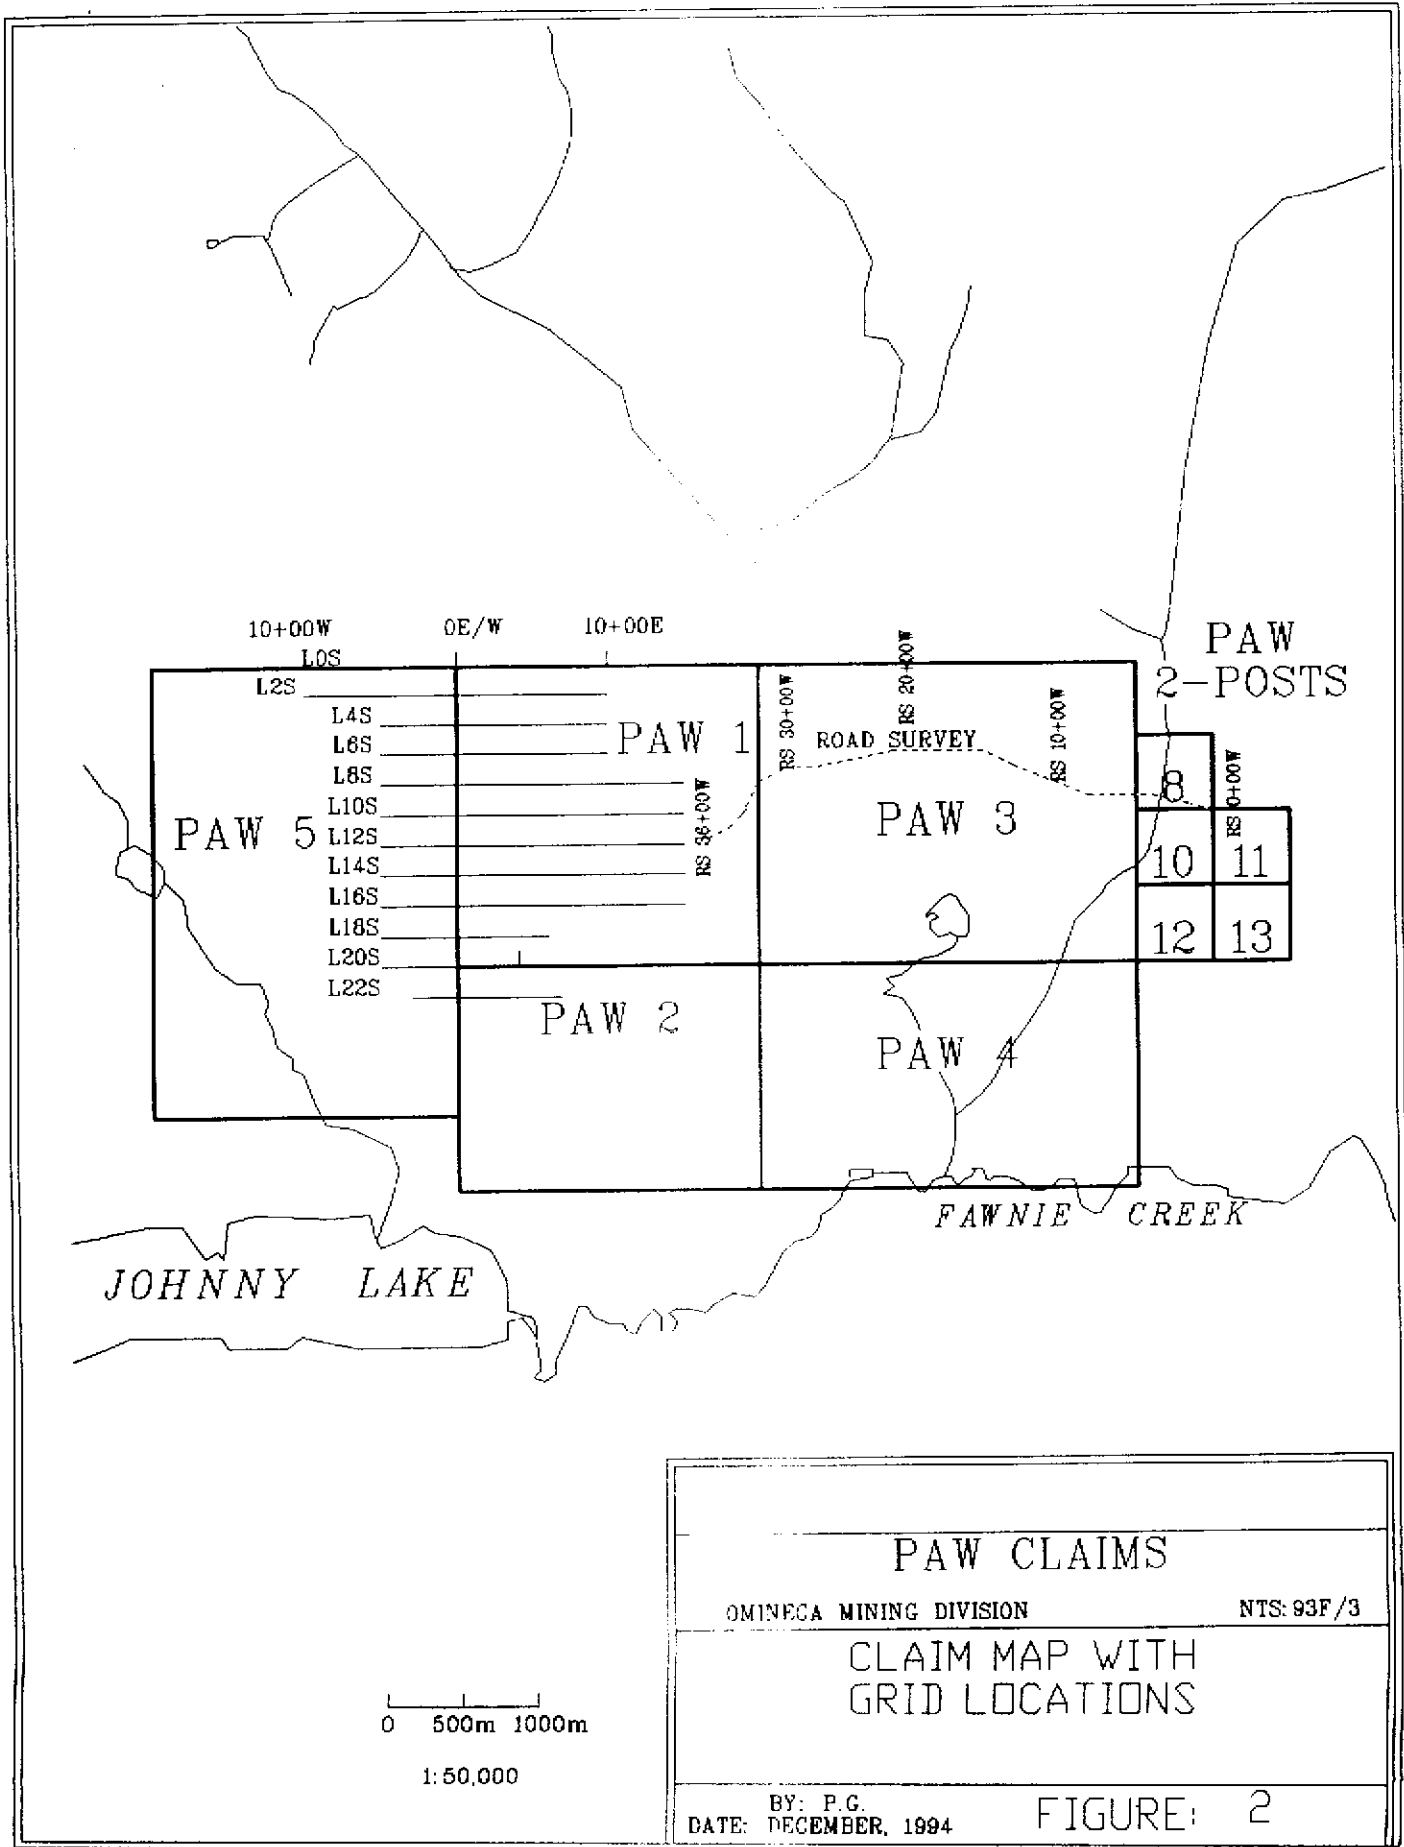 10+00W 0E/W 10+00E
L0S
L2S
L4S
L6S
L8S
L10S
L12S
L14S
L16S
L18S
L20S
L22S
PAW 1
PAW 5
PAW 2
PAW 3
PAW 4
RS 36+00W
RS 30+00W
RS 20+00W
RS 10+00W
RS 0+00W
ROAD SURVEY
PAW
2-POSTS
8
10 11
12 13
FAWNIE CREEK
JOHNNY LAKE
PAW CLAIMS
OMINECA MINING DIVISION NTS: 93F/3
CLAIM MAP WITH
GRID LOCATIONS
0 500m 1000m
1:50,000
BY: P.G.
DATE: DECEMBER, 1994
FIGURE: 2